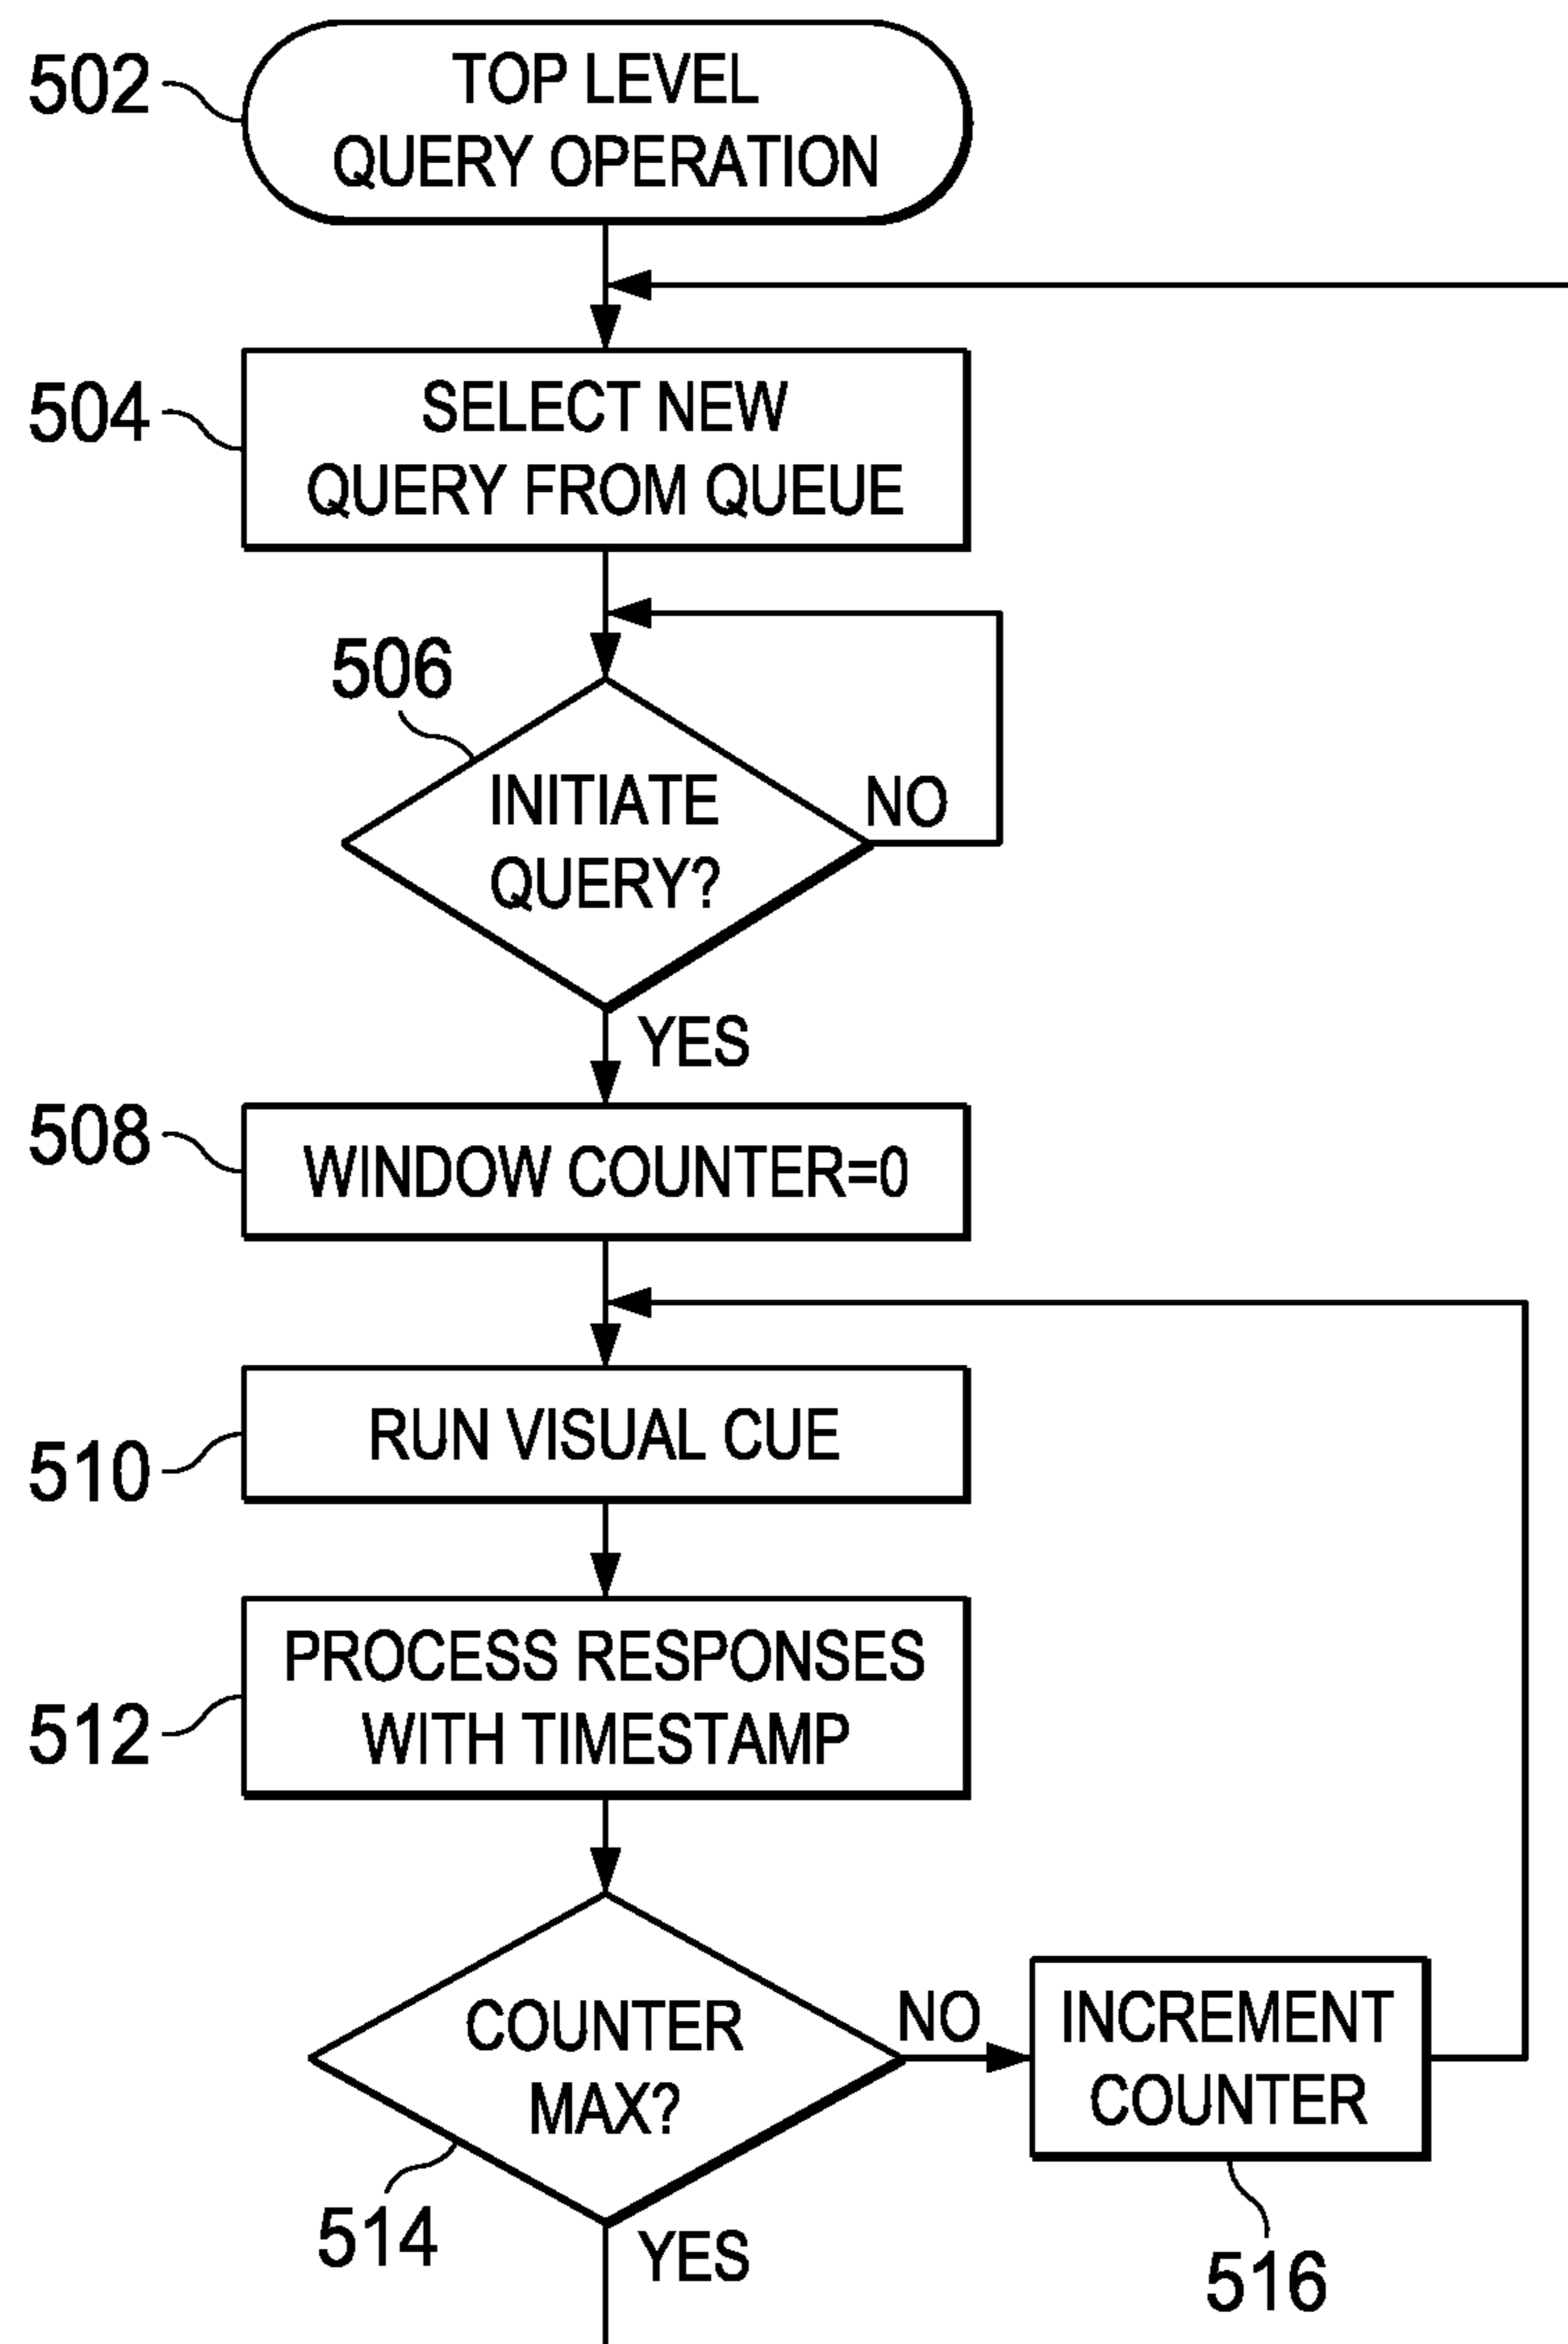 502
TOP LEVEL
QUERY OPERATION
504
SELECT NEW
QUERY FROM QUEUE
506
INITIATE
QUERY?
NO
YES
508
WINDOW COUNTER=0
510
RUN VISUAL CUE
512
PROCESS RESPONSES
WITH TIMESTAMP
COUNTER
MAX?
NO
INCREMENT
COUNTER
514
YES
516